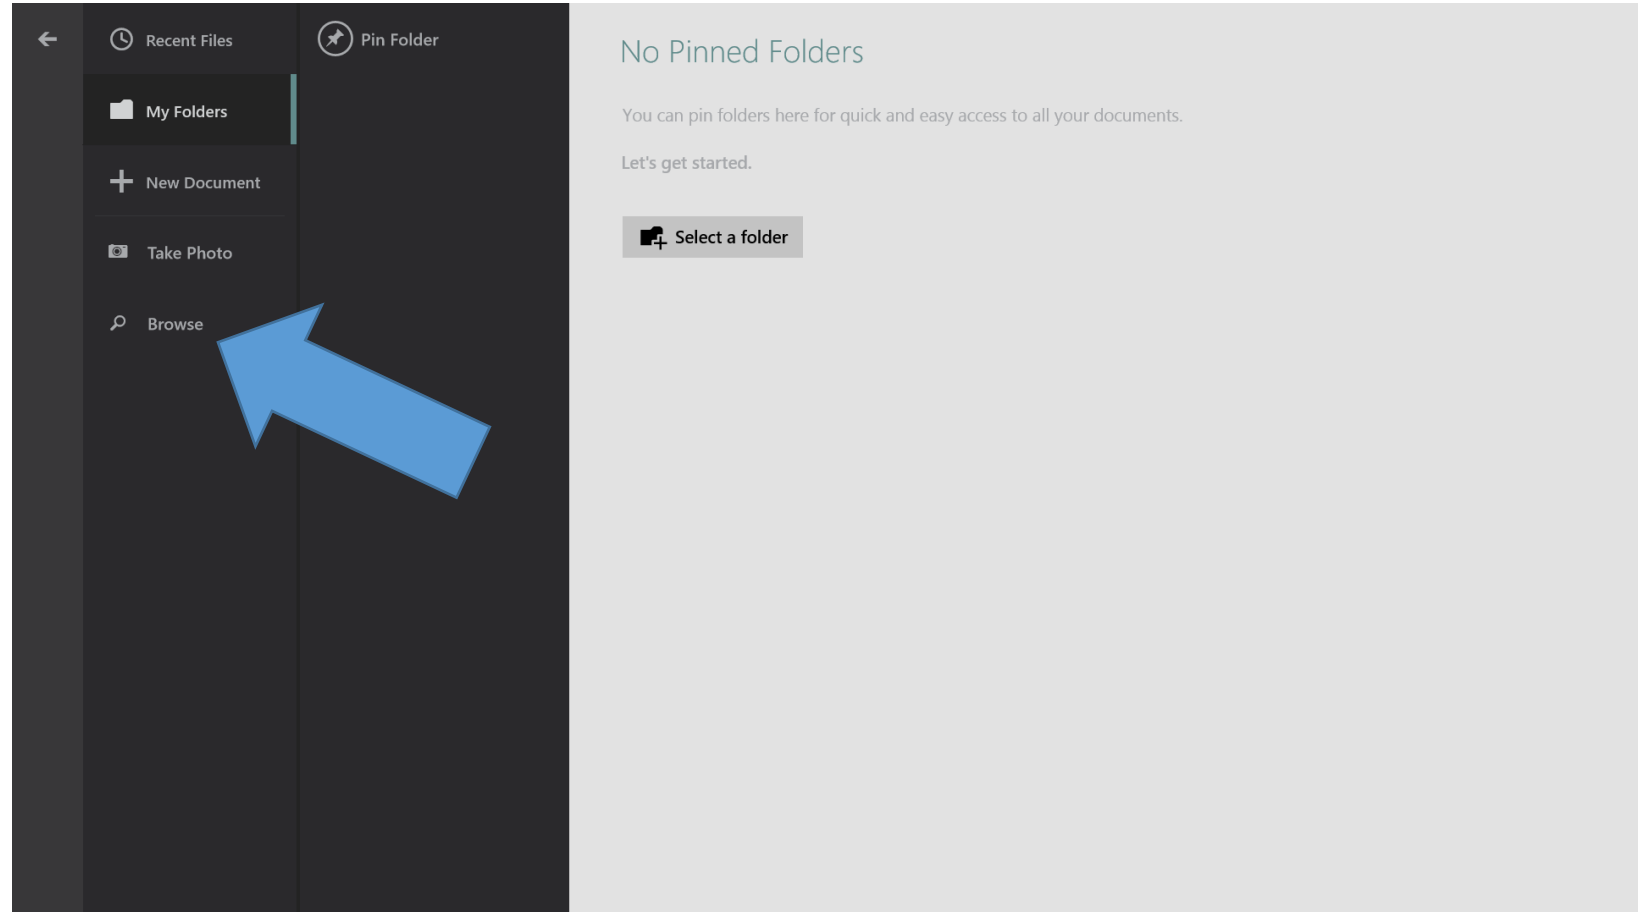 Recent Files
My Folders
New Document
Take Photo
Browse
Pin Folder
No Pinned Folders
You can pin folders here for quick and easy access to all your documents.
Let's get started.
Select a folder